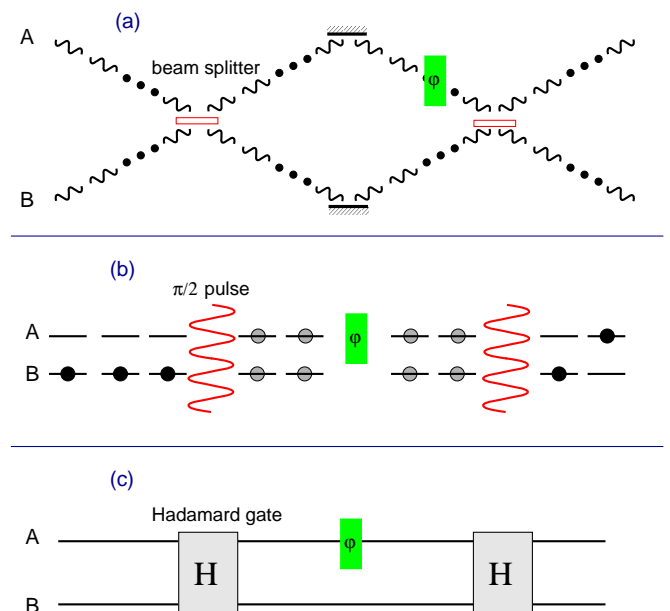 (a)
A
beam splitter
φ
B
(b)
π/2 pulse
A
φ
B
(c)
Hadamard gate
A
φ
H
H
B